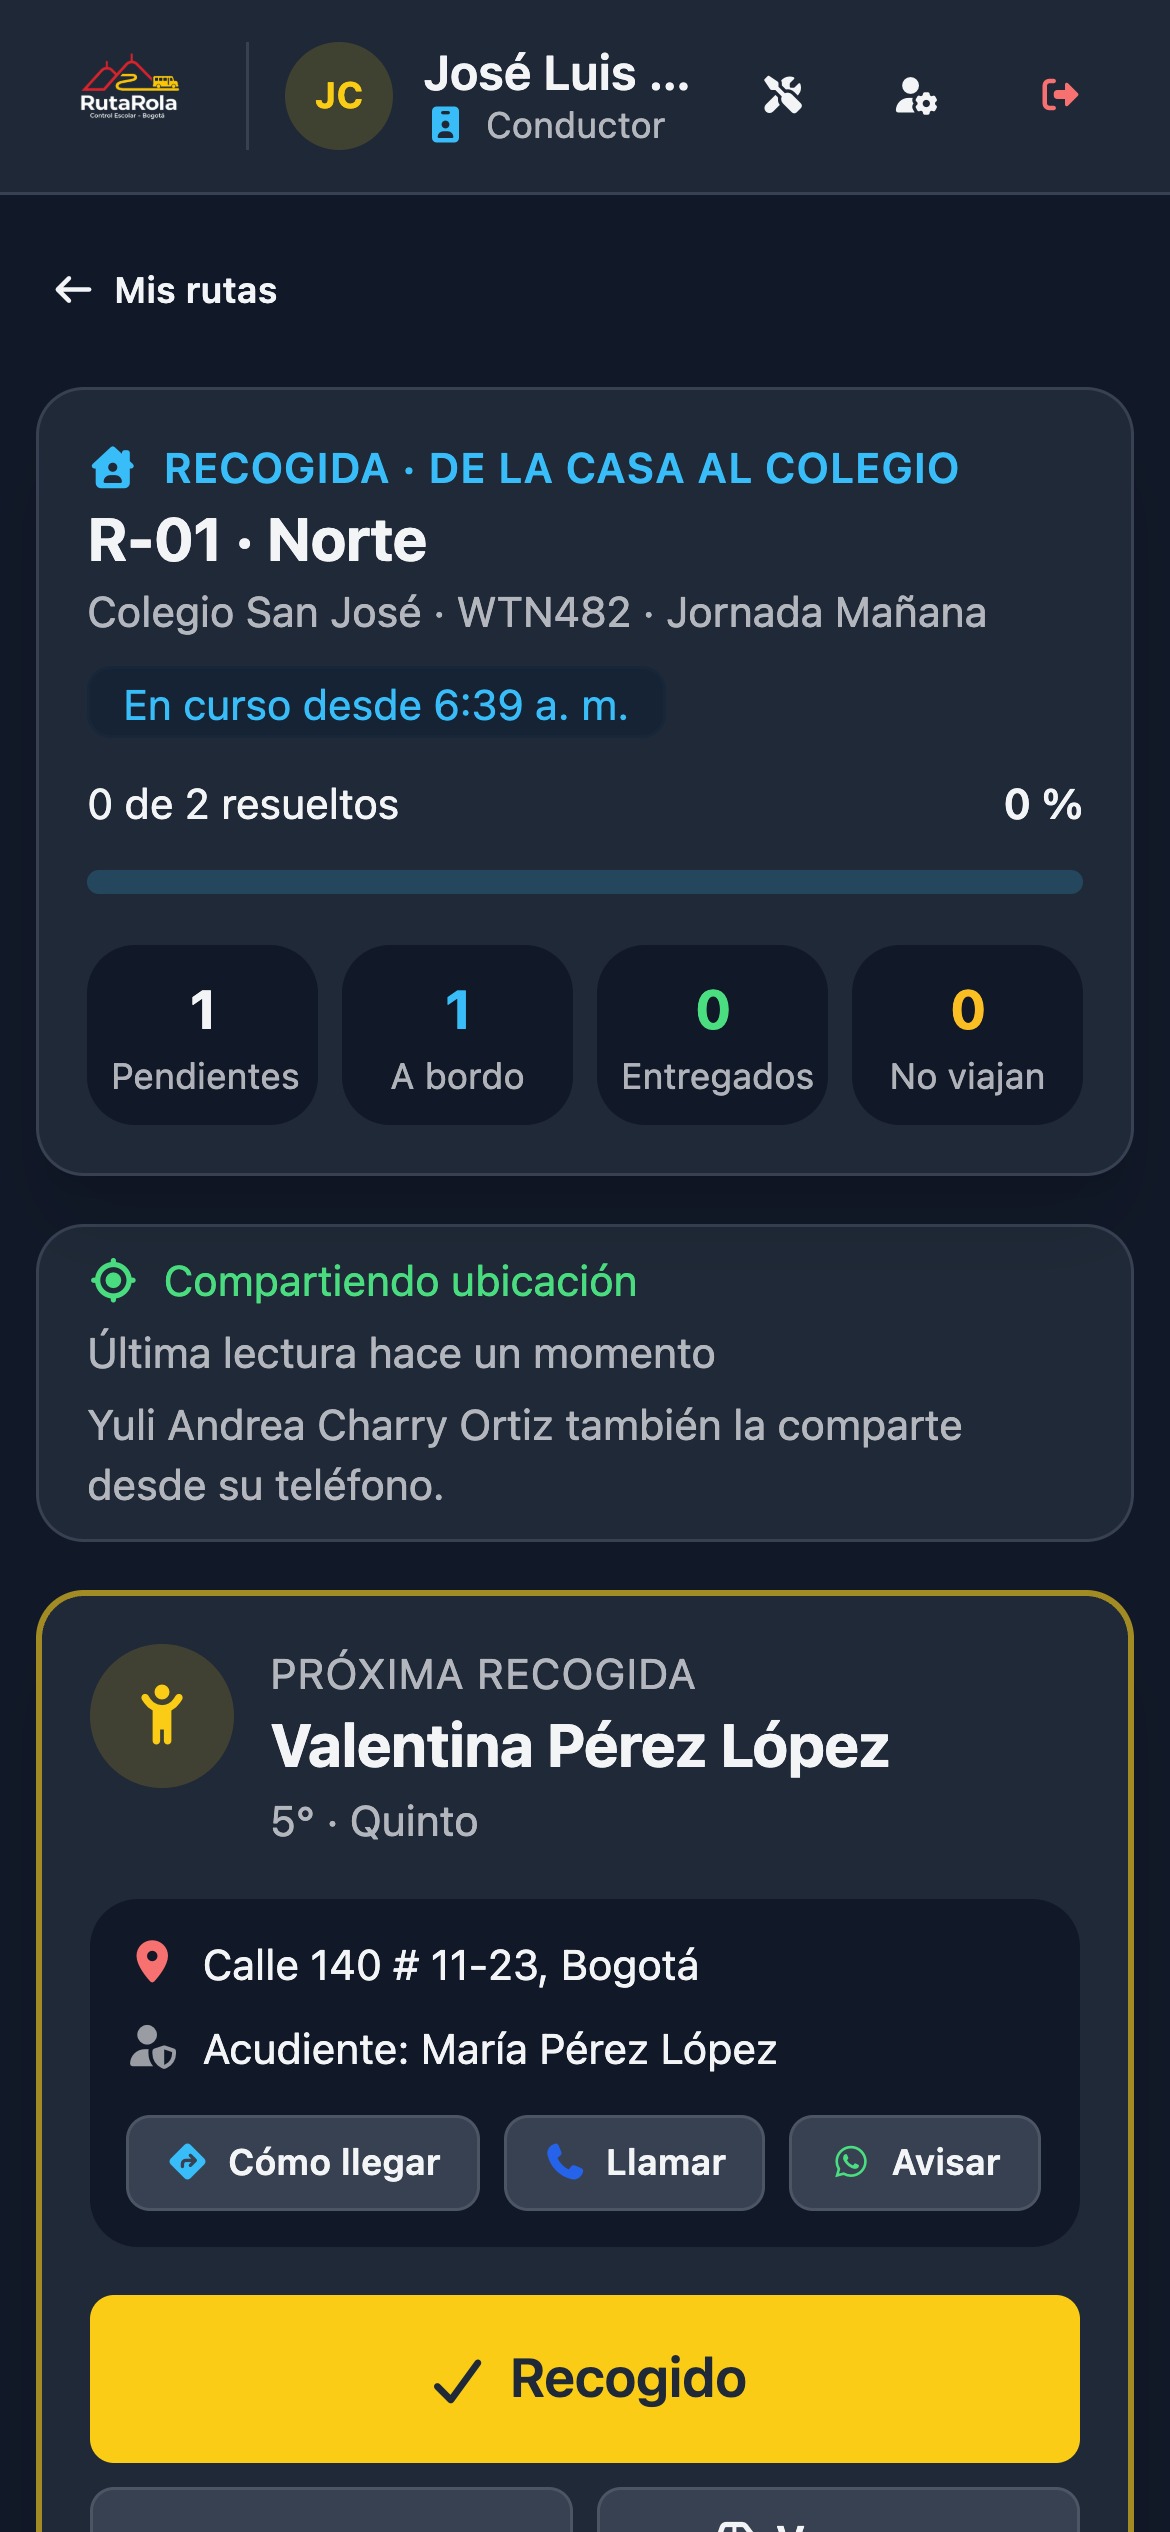 RutaRola
Control Escolar - Bogotá
JC
José Luis ...
Conductor
Mis rutas
RECOGIDA · DE LA CASA AL COLEGIO
R-01 · Norte
Colegio San José · WTN482 · Jornada Mañana
En curso desde 6:39 a. m.
0 de 2 resueltos
0 %
1
Pendientes
1
A bordo
0
Entregados
0
No viajan
Compartiendo ubicación
Última lectura hace un momento
Yuli Andrea Charry Ortiz también la comparte
desde su teléfono.
PRÓXIMA RECOGIDA
Valentina Pérez López
5° · Quinto
Calle 140 # 11-23, Bogotá
Acudiente: María Pérez López
Cómo llegar
Llamar
Avisar
Recogido